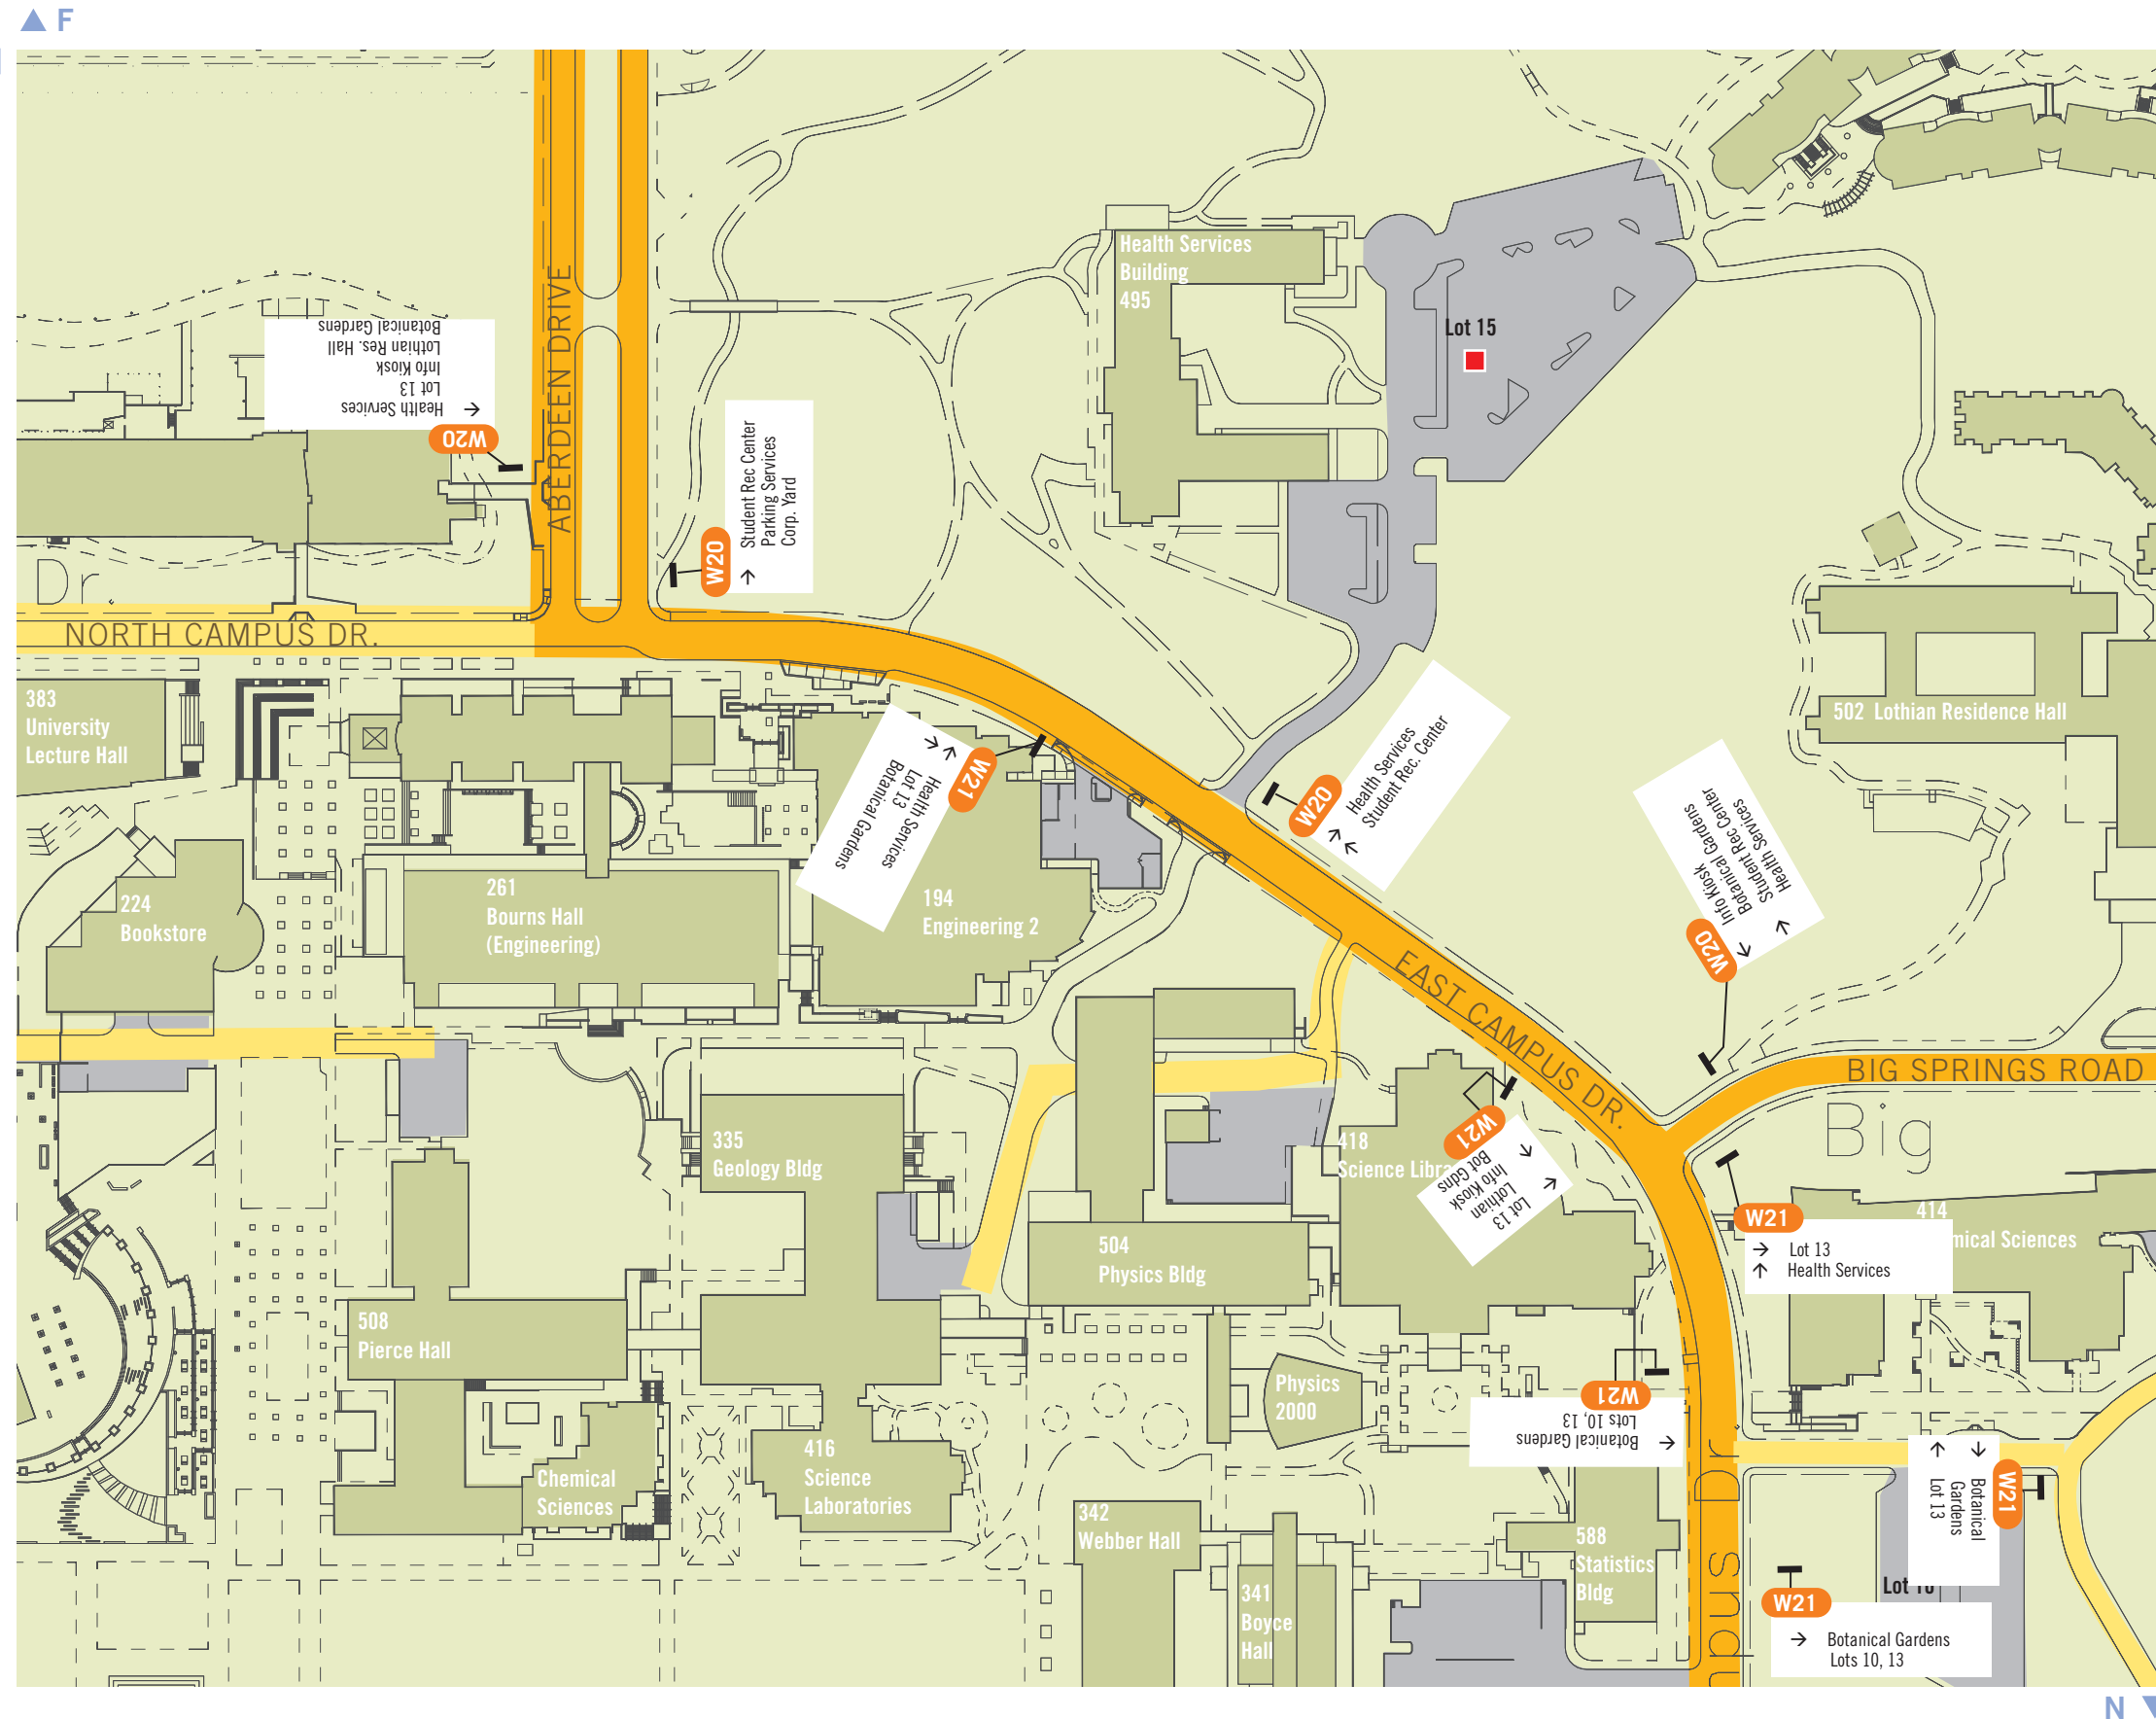 F
ABERDEEN DRIVE
Health Services
Building
495
Lot 15
Health Services
Lot 13
Info Kiosk
Lothian Res. Hall
Botanical Gardens
W20
Student Rec Center
Parking Services
Corp. Yard
W20
Dr.
NORTH CAMPUS DR.
383
University
Lecture Hall
502 Lothian Residence Hall
W21
Health Services
Lot 13
Botanical Gardens
W20
Health Services
Student Rec. Center
W20
Info Kiosk
Botanical Gardens
Student Rec Center
Health Services
224
Bookstore
261
Bourns Hall
(Engineering)
194
Engineering 2
EAST CAMPUS DR.
BIG SPRINGS ROAD
Big
335
Geology Bldg
418
Science Libra
W21
Lot 13
Lothian
Info Kiosk
Bot Gdns
W21
Lot 13
Health Services
414
mical Sciences
504
Physics Bldg
508
Pierce Hall
Physics
2000
W21
Lots 10, 13
Botanical Gardens
416
Science
Laboratories
Chemical
Sciences
W21
Botanical
Gardens
Lot 13
342
Webber Hall
588
Statistics
Bldg
341
Boyce
Hall
Lot
W21
Botanical Gardens
Lots 10, 13
N